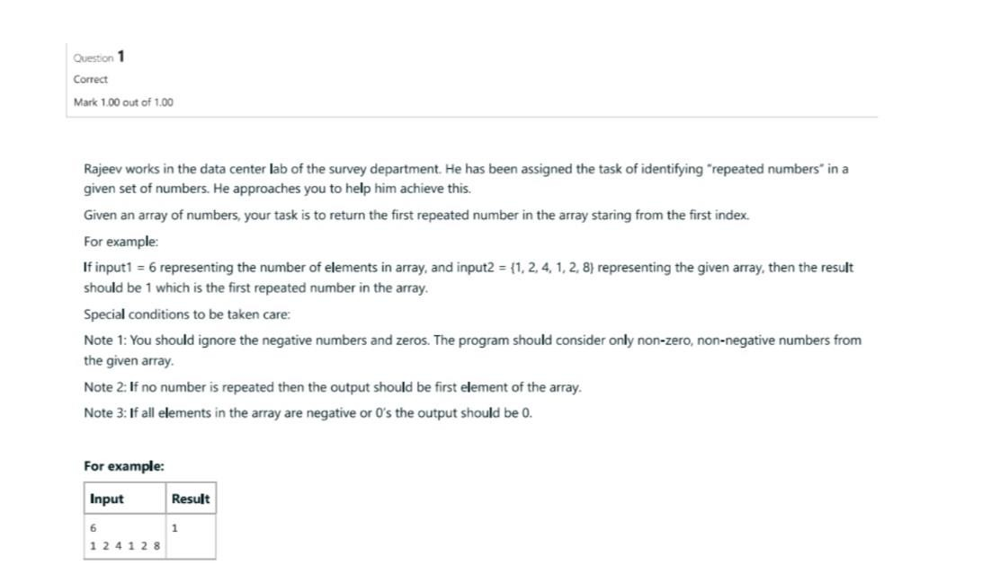 Question 1
Correct
Mark 1.00 out of 1.00
Rajeev works in the data center lab of the survey department. He has been assigned the task of identifying "repeated numbers" in a
given set of numbers. He approaches you to help him achieve this.
Given an array of numbers, your task is to return the first repeated number in the array staring from the first index.
For example:
If input1 = 6 representing the number of elements in array, and input2 = {1, 2, 4, 1, 2, 8} representing the given array, then the result
should be 1 which is the first repeated number in the array.
Special conditions to be taken care:
Note 1: You should ignore the negative numbers and zeros. The program should consider only non-zero, non-negative numbers from
the given array.
Note 2: If no number is repeated then the output should be first element of the array.
Note 3: If all elements in the array are negative or 0's the output should be 0.
For example:
Input Result
6 1
1 2 4 1 2 8